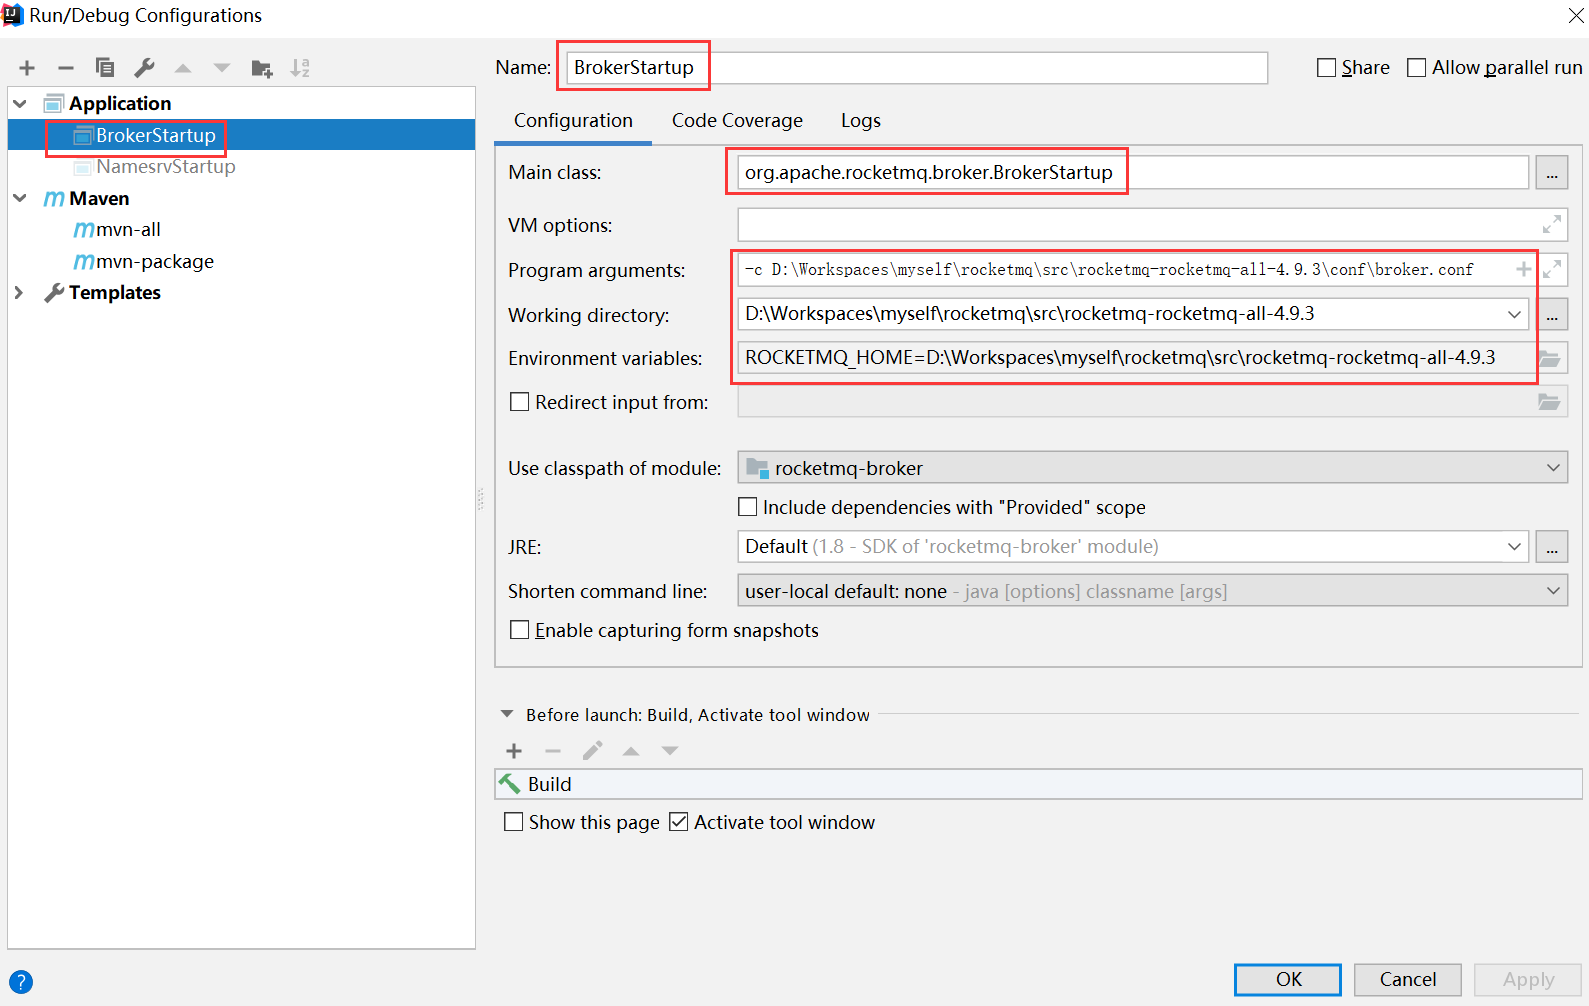 Run/Debug Configurations
Name: BrokerStartup
Share
Allow parallel run
Application
BrokerStartup
NamesrvStartup
Maven
mvn-all
mvn-package
Templates
Configuration
Code Coverage
Logs
Main class: org.apache.rocketmq.broker.BrokerStartup ...
VM options:
Program arguments: -c D:\Workspaces\myself\rocketmq\src\rocketmq-rocketmq-all-4.9.3\conf\broker.conf
Working directory: D:\Workspaces\myself\rocketmq\src\rocketmq-rocketmq-all-4.9.3 ...
Environment variables: ROCKETMQ_HOME=D:\Workspaces\myself\rocketmq\src\rocketmq-rocketmq-all-4.9.3
Redirect input from:
Use classpath of module: rocketmq-broker
Include dependencies with "Provided" scope
JRE: Default (1.8 - SDK of 'rocketmq-broker' module) ...
Shorten command line: user-local default: none - java [options] classname [args]
Enable capturing form snapshots
Before launch: Build, Activate tool window
Build
Show this page
Activate tool window
?
OK
Cancel
Apply